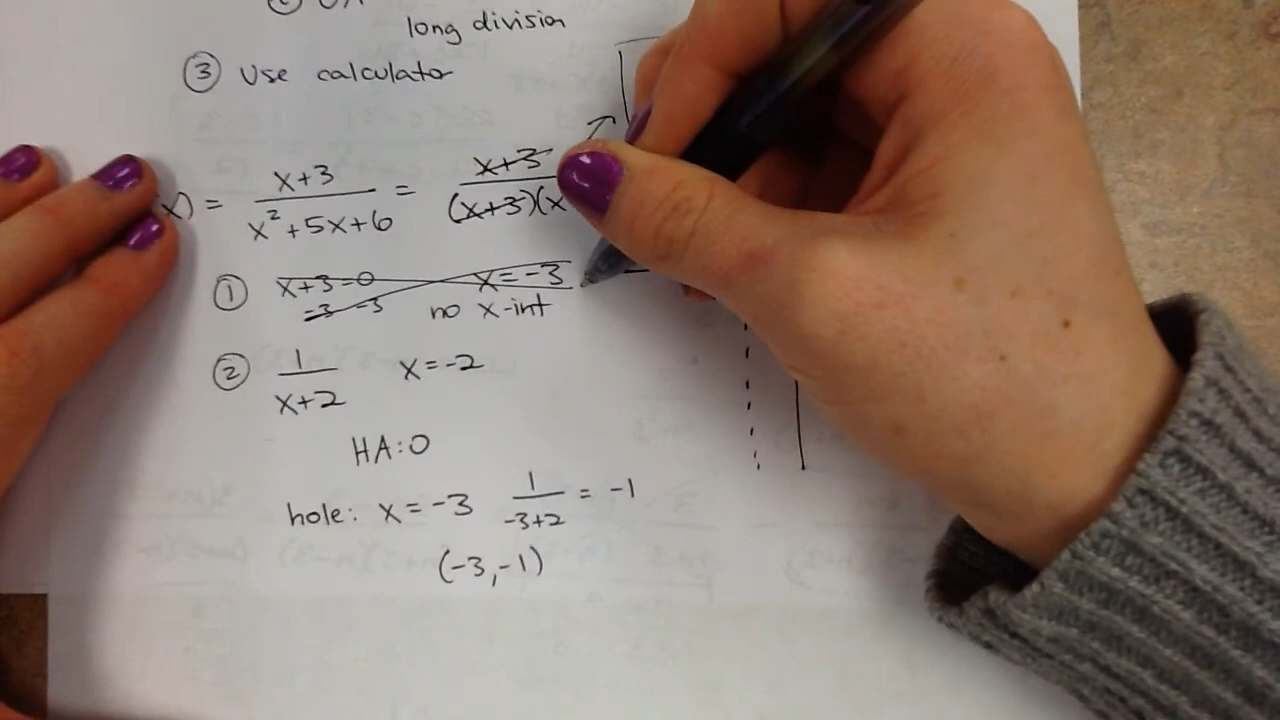 long division
③ Use calculator
x) = x+3 / x²+5x+6 = x+3 / (x+3)(x
① x+3=0 x=-3
-3 -3 no x-int
② 1 / x+2 x=-2
HA:0
hole: x=-3 1 / -3+2 = -1
(-3,-1)